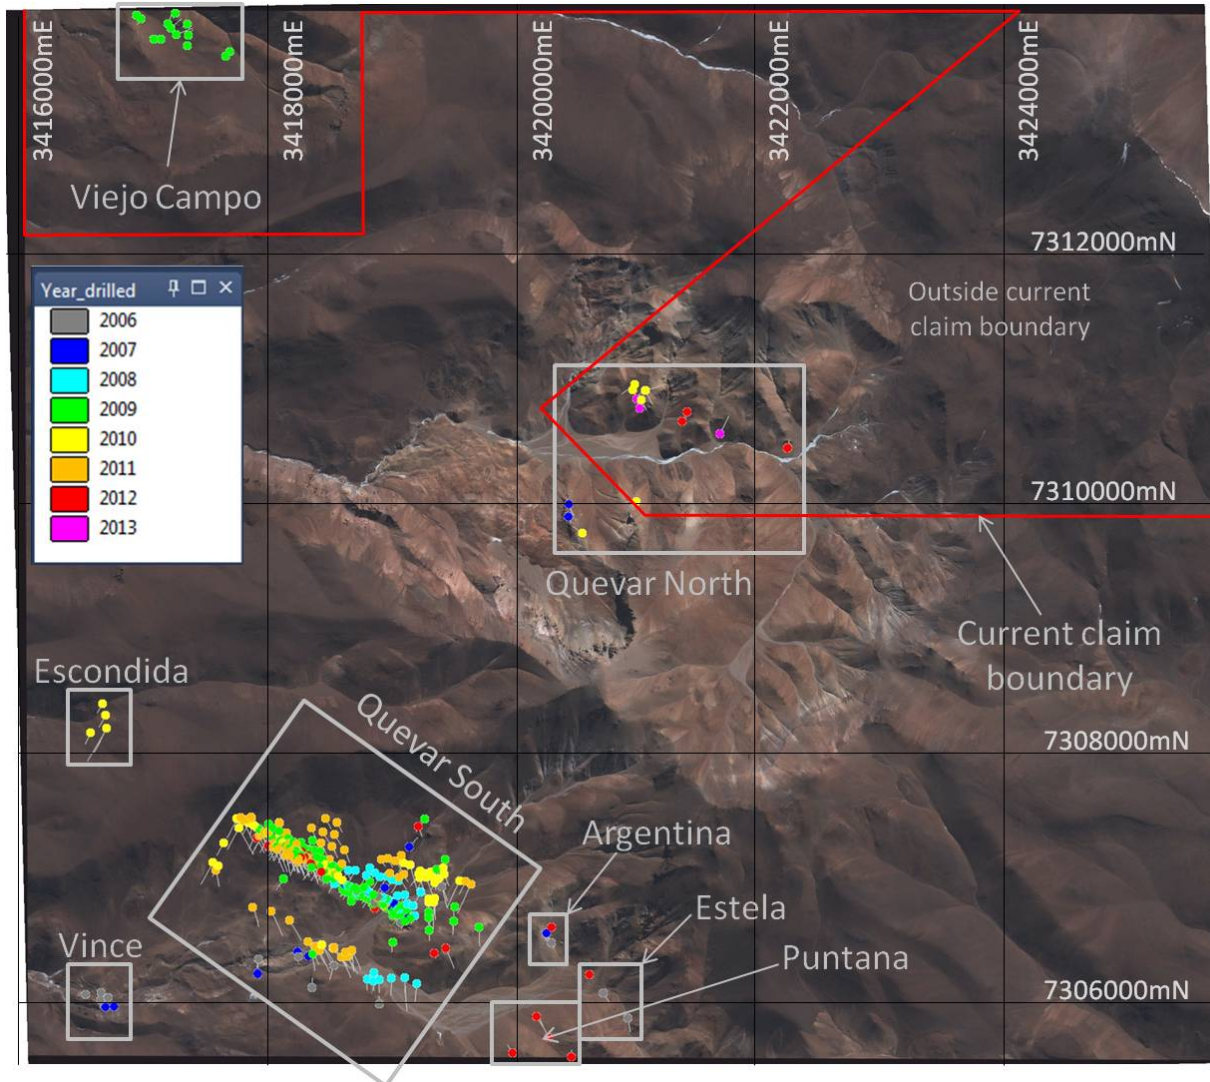 3416000mE
3418000mE
3420000mE
3422000mE
3424000mE
Viejo Campo
7312000mN
Year_drilled
2006
2007
2008
2009
2010
2011
2012
2013
Outside current
claim boundary
7310000mN
Quevar North
Current claim
boundary
Escondida
Quevar South
7308000mN
Argentina
Estela
Vince
Puntana
7306000mN